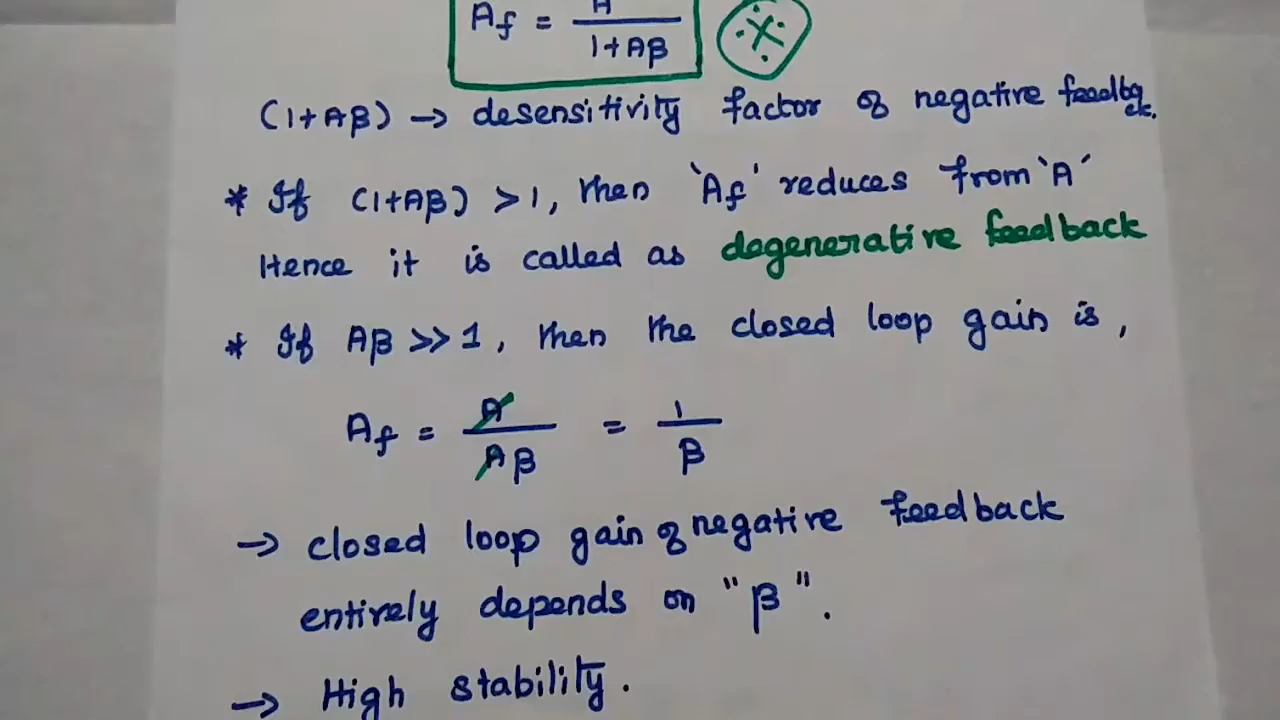 Af = A / 1+Aβ
(1+Aβ) → desensitivity factor of negative feedback.
* If (1+Aβ) >1, then 'Af' reduces from 'A'
Hence it is called as degenerative feedback
* If Aβ >> 1, then the closed loop gain is,
Af = A / Aβ = 1 / β
→ closed loop gain of negative feedback
entirely depends on "β".
→ High stability.